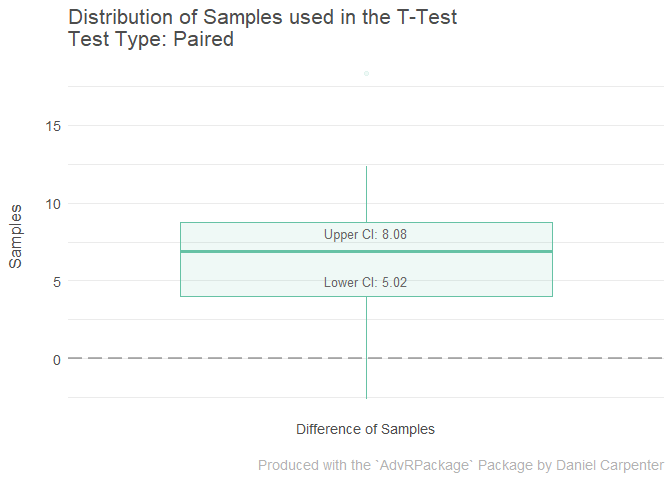 Distribution of Samples used in the T-Test
Test Type: Paired
Samples
15
10
5
0
Upper CI: 8.08
Lower CI: 5.02
Difference of Samples
Produced with the `AdvRPackage` Package by Daniel Carpenter